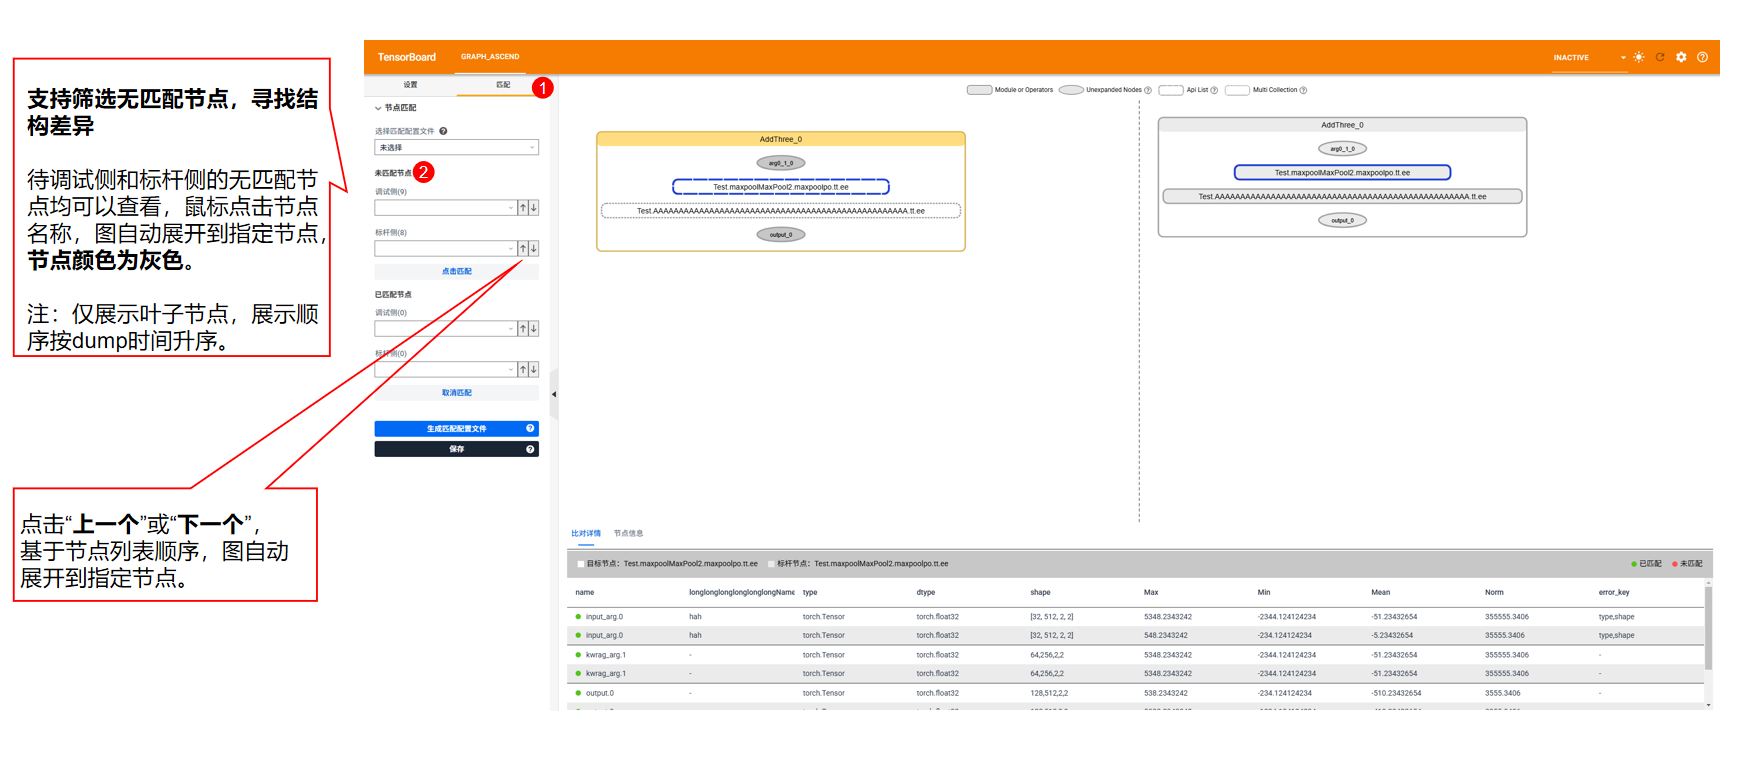 支持筛选无匹配节点，寻找结
构差异
待调试侧和标杆侧的无匹配节
点均可以查看，鼠标点击节点
名称，图自动展开到指定节点，
节点颜色为灰色。
注：仅展示叶子节点，展示顺
序按dump时间升序。
点击“上一个”或“下一个”，
基于节点列表顺序，图自动
展开到指定节点。
TensorBoard GRAPH_ASCEND INACTIVE
设置 匹配 1
节点匹配
选择匹配配置文件
未选择
未匹配节点 2
调试侧(9)
标杆侧(8)
点击匹配
已匹配节点
调试侧(0)
标杆侧(0)
取消匹配
生成匹配配置文件
保存
Module or Operators Unexpanded Nodes Api List Multi Collection
AddThree_0
arg0_1_0
Test.maxpoolMaxPool2.maxpoolpo.tt.ee
output_0
AddThree_0
arg0_1_0
Test.maxpoolMaxPool2.maxpoolpo.tt.ee
output_0
比对详情 节点信息
目标节点：Test.maxpoolMaxPool2.maxpoolpo.tt.ee 标杆节点：Test.maxpoolMaxPool2.maxpoolpo.tt.ee 已匹配 未匹配
name longlonglonglonglonglongName type dtype shape Max Min Mean Norm error_key
input_arg.0 hah torch.Tensor torch.float32 [32, 512, 2, 2] 5348.2343242 -2344.124124234 -51.23432654 355555.3406 type,shape
input_arg.0 hah torch.Tensor torch.float32 [32, 512, 2, 2] 548.2343242 -234.124124234 -5.23432654 35555.3406 type,shape
kwrag_arg.1 - torch.Tensor torch.float32 64,256,2,2 5348.2343242 -2344.124124234 -51.23432654 355555.3406 -
kwrag_arg.1 - torch.Tensor torch.float32 64,256,2,2 5348.2343242 -2344.124124234 -51.23432654 355555.3406 -
output.0 - torch.Tensor torch.float32 128,512,2,2 538.2343242 -234.124124234 -510.23432654 3555.3406 -